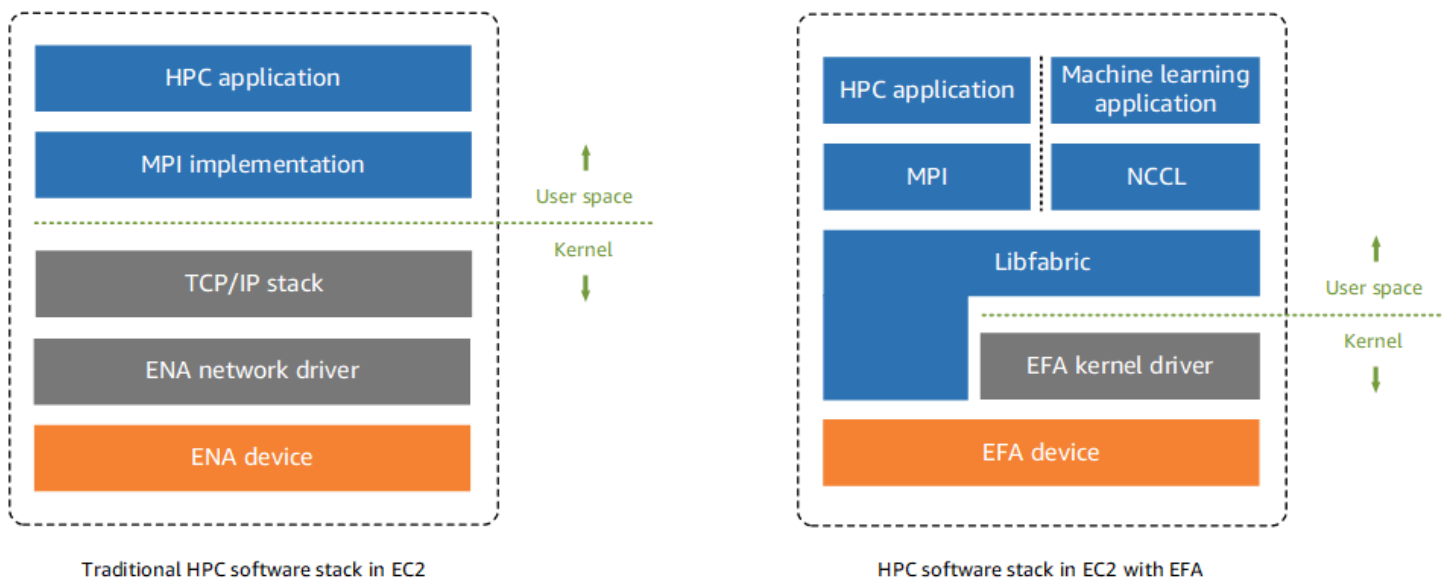 HPC application
MPI implementation
User space
Kernel
TCP/IP stack
ENA network driver
ENA device
Traditional HPC software stack in EC2
HPC application
Machine learning
application
MPI
NCCL
Libfabric
User space
Kernel
EFA kernel driver
EFA device
HPC software stack in EC2 with EFA